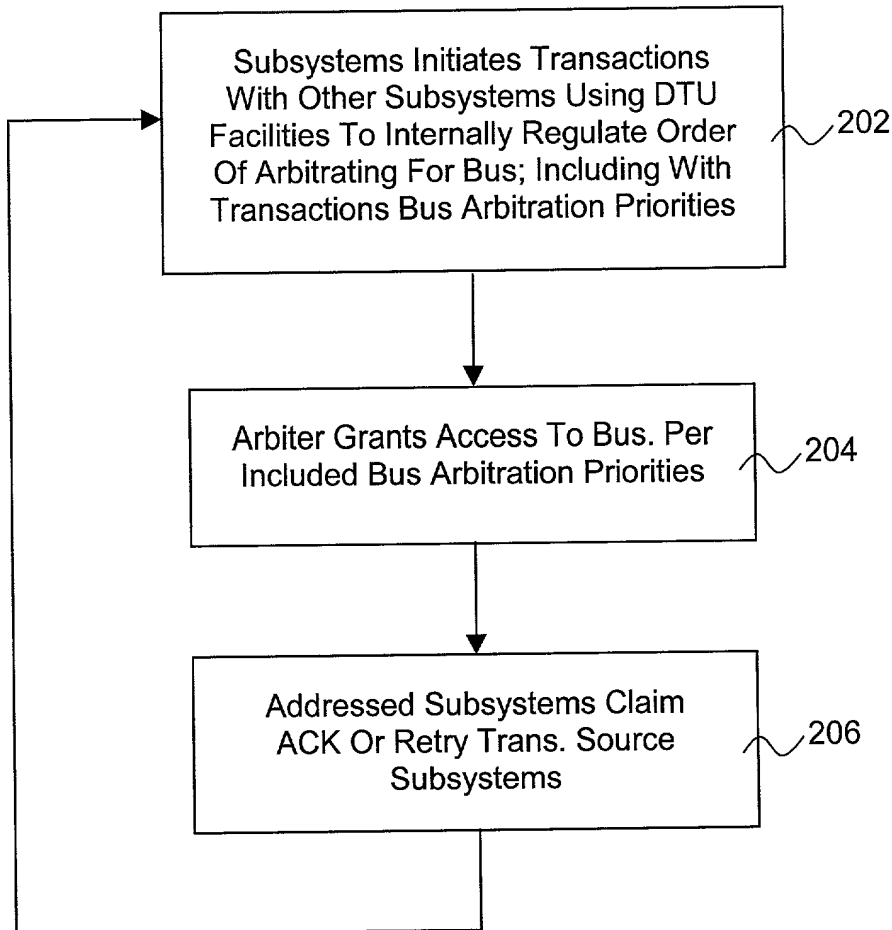 Subsystems Initiates Transactions
With Other Subsystems Using DTU
Facilities To Internally Regulate Order
Of Arbitrating For Bus; Including With
Transactions Bus Arbitration Priorities
202
Arbiter Grants Access To Bus. Per
Included Bus Arbitration Priorities
204
Addressed Subsystems Claim
ACK Or Retry Trans. Source
Subsystems
206